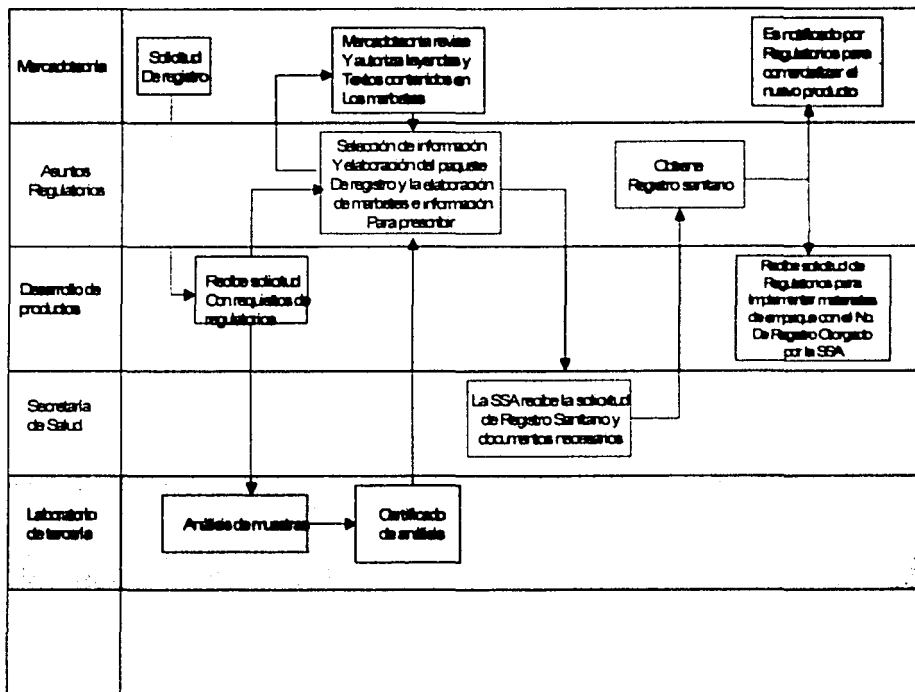 Mercadotecnia
Solicitud
De registro
Mercadotecnia revisa
Y autoriza leyendas y
Textos contenidos en
Los marbetes
Es notificado por
Regulatorios para
comercializar el
nuevo producto
Asuntos
Regulatorios
Selección de información
Y elaboración del paquete
De registro y la elaboración
de marbetes e información
Para prescribir
Obtiene
Registro sanitario
Desarrollo de
productos
Recibe solicitud
Con requisitos de
regulatorios
Recibe solicitud de
Regulatorios para
Implementar materiales
de empaque con el No.
De Registro Otorgado
por la SSA
Secretaría
de Salud
La SSA recibe la solicitud
de Registro Sanitario y
documentos necesarios
Laboratorio
de tercería
Análisis de muestras
Certificado
de análisis